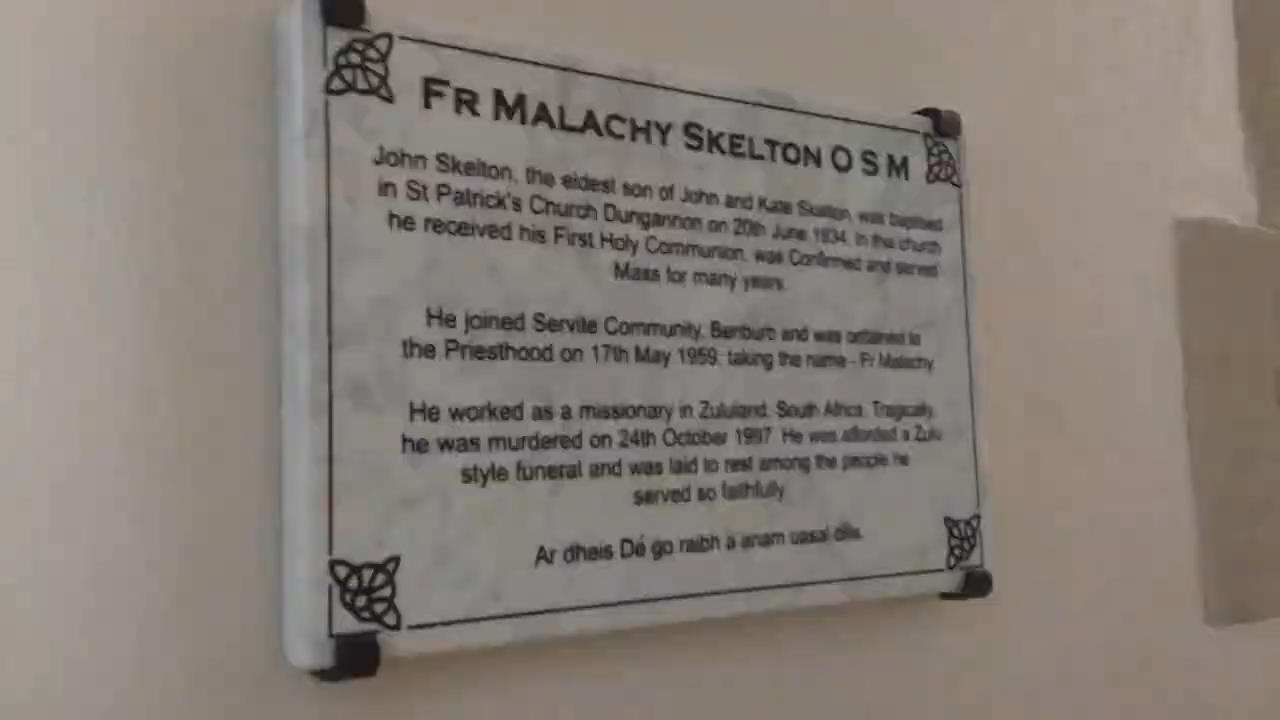 FR MALACHY SKELTON O S M
John Skelton, the eldest son of John and Kate Skelton, was baptised
in St Patrick's Church Dungannon on 20th June 1934. In this church
he received his First Holy Communion, was Confirmed and served
Mass for many years.
He joined Servite Community, Benburb and was ordained to
the Priesthood on 17th May 1959, taking the name - Fr Malachy.
He worked as a missionary in Zululand, South Africa. Tragically,
he was murdered on 24th October 1997. He was afforded a Zulu
style funeral and was laid to rest among the people he
served so faithfully.
Ar dheis Dé go raibh a anam uasal dílis.